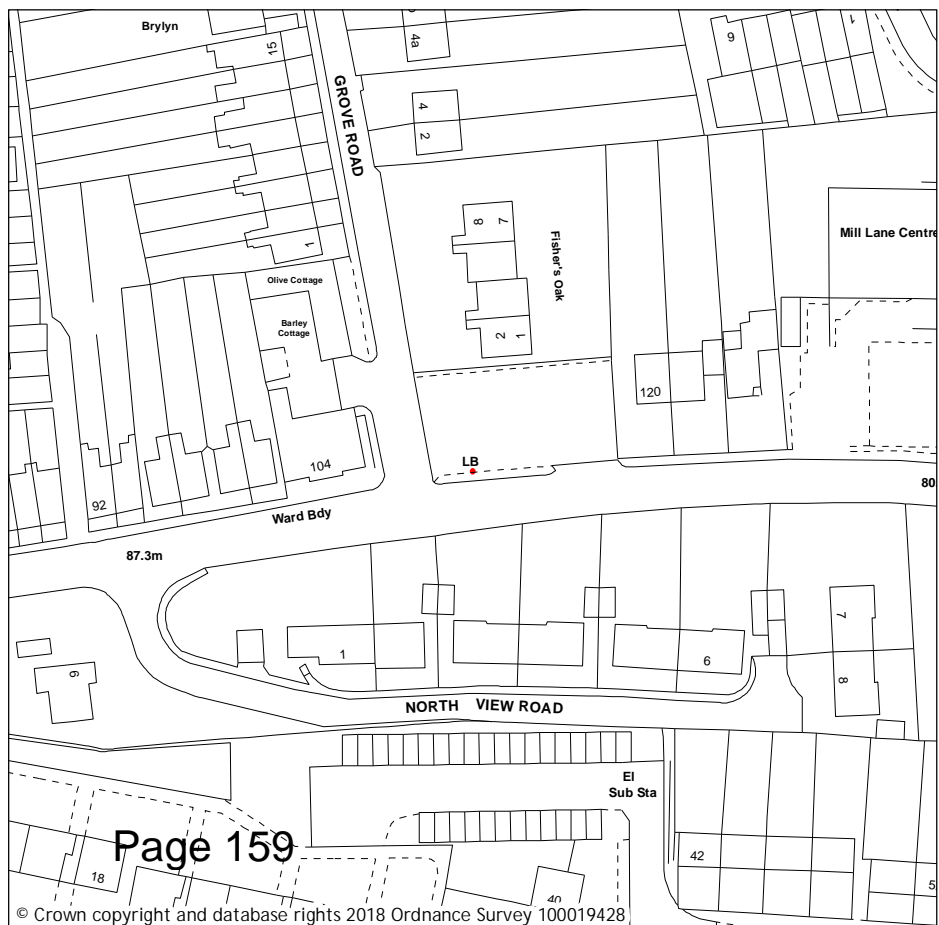 Brylyn
15
4a
6
GROVE ROAD
4
2
8
7
Fisher's Oak
Mill Lane Centre
1
Olive Cottage
Barley
Cottage
2
1
120
104
LB
92
Ward Bdy
80
87.3m
1
6
7
8
9
NORTH VIEW ROAD
El
Sub Sta
Page 159
42
18
40
5
© Crown copyright and database rights 2018 Ordnance Survey 100019428